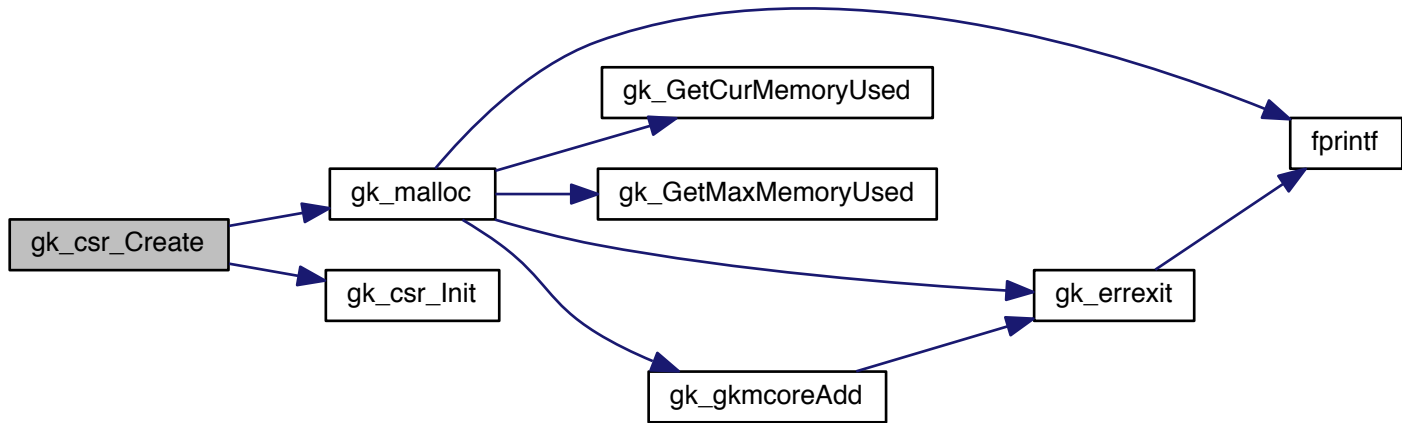 gk_csr_Create
gk_malloc
gk_csr_Init
gk_GetCurMemoryUsed
gk_GetMaxMemoryUsed
gk_gkmcoreAdd
gk_errexit
fprintf